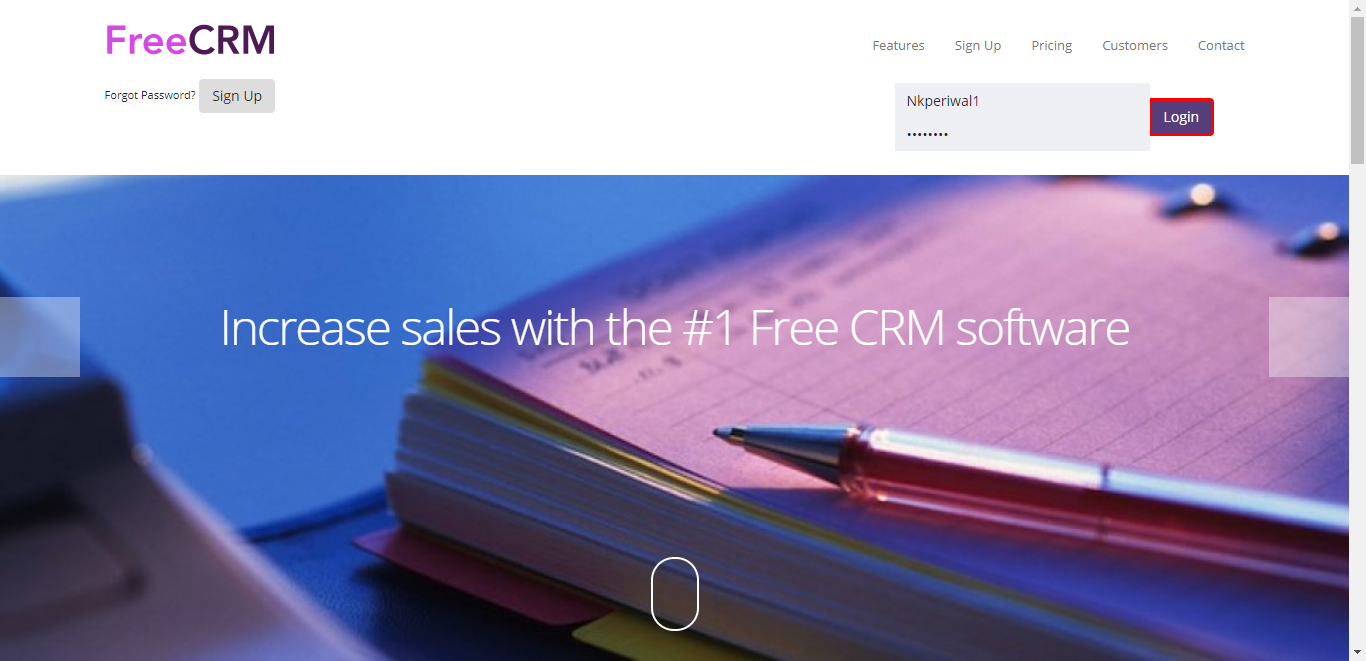 FreeCRM
Features
Sign Up
Pricing
Customers
Contact
Forgot Password?
Sign Up
Nkperiwal1
••••••••
Login
Increase sales with the #1 Free CRM software